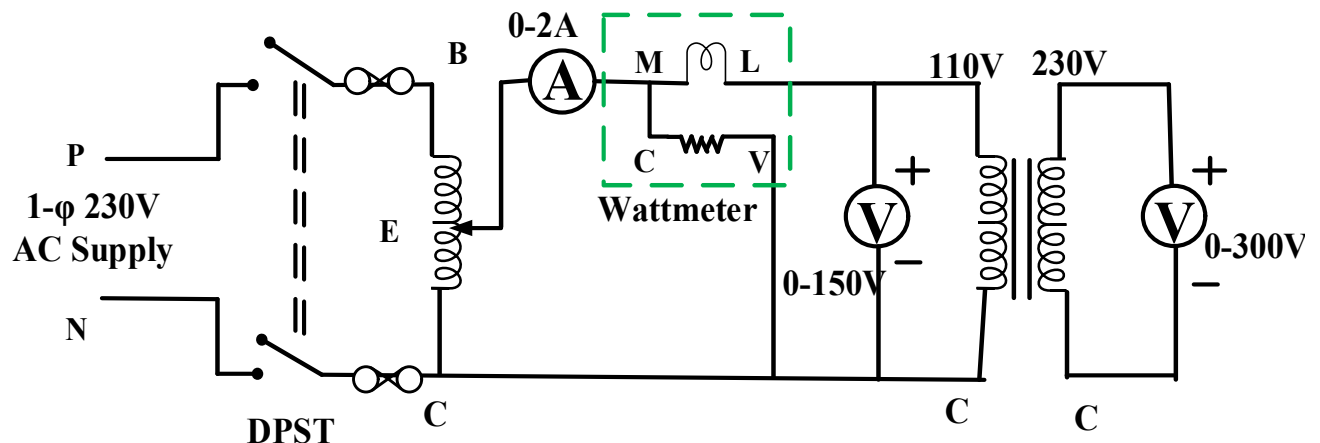 0-2A
B
M
L
110V
230V
A
P
C
V
+
+
1-φ 230V
AC Supply
E
Wattmeter
V
V
0-150V
−
0-300V
−
N
C
C
C
DPST